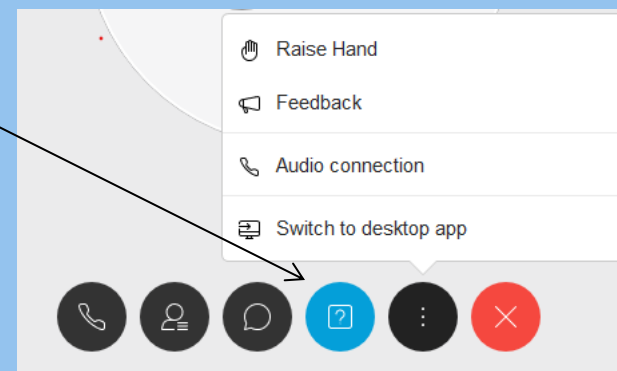 Raise Hand
Feedback
Audio connection
Switch to desktop app
?